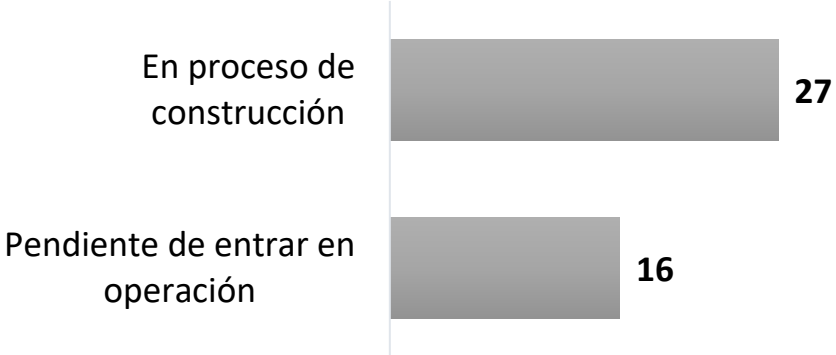 En proceso de
construcción
27
Pendiente de entrar en
operación
16